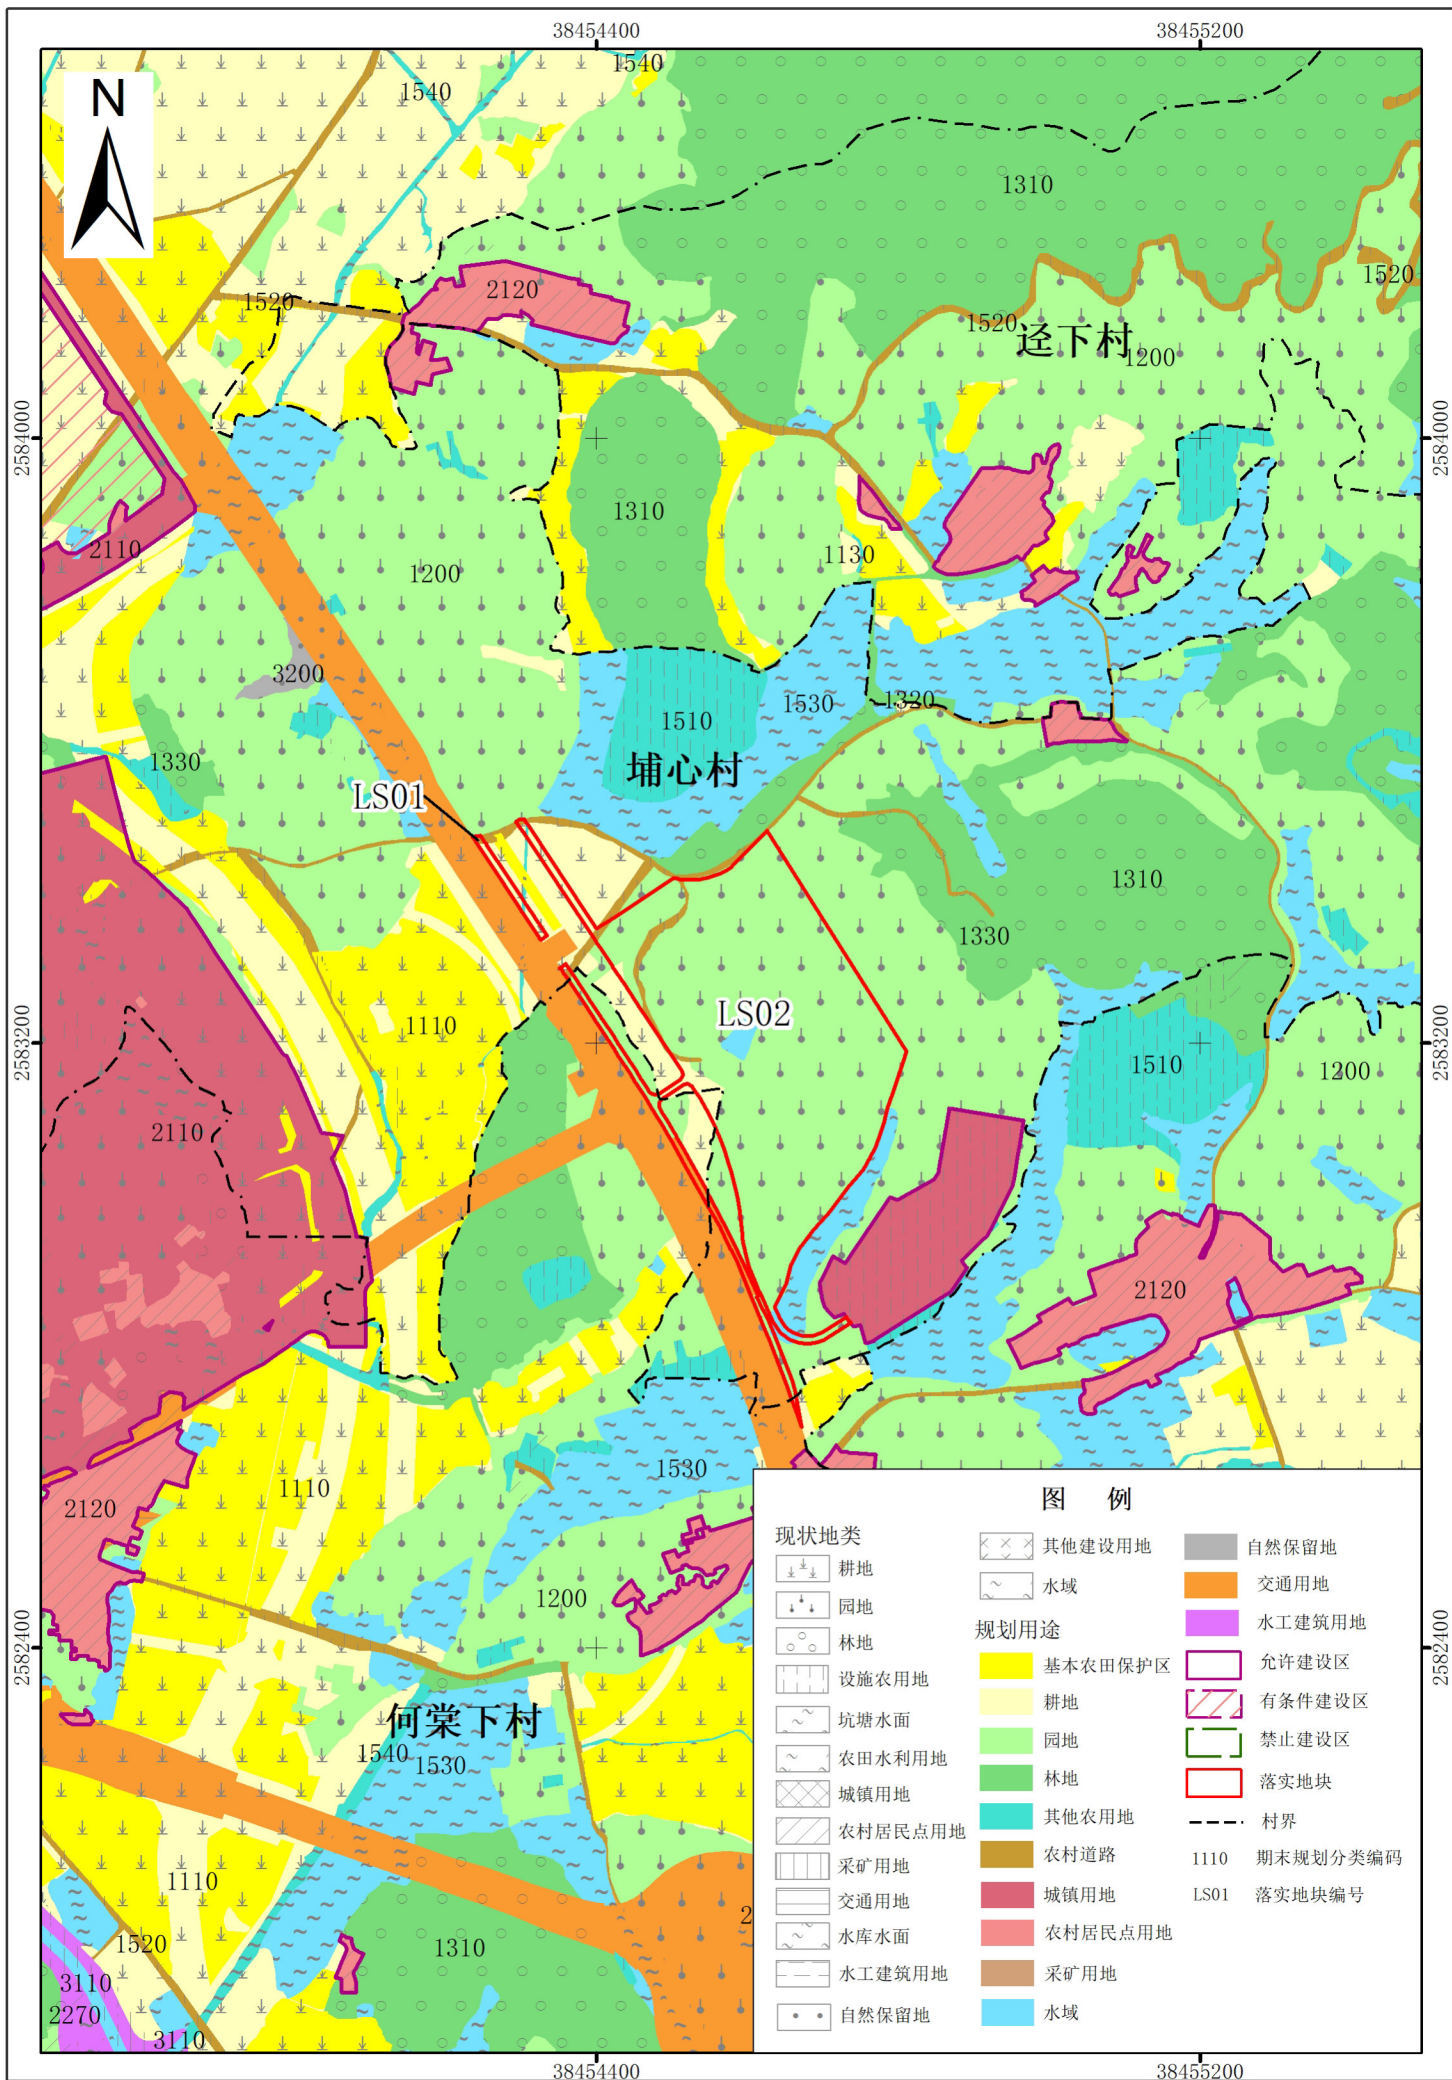 38454400
38455200
1540
1540
N
1310
2120
1520
1520
1520
迳下村
1200
2584000
2584000
1310
2110
1130
1200
3200
1320
1530
1510
埔心村
1330
LS01
1310
1330
LS02
1110
2583200
2583200
1510
1200
2110
2120
1530
1110
2120
1200
2582400
2582400
何棠下村
1540
1530
1110
1520
1310
2
3110
2270
3110
图 例
现状地类
耕地
园地
林地
设施农用地
坑塘水面
农田水利用地
城镇用地
农村居民点用地
采矿用地
交通用地
水库水面
水工建筑用地
自然保留地
其他建设用地
水域
规划用途
基本农田保护区
耕地
园地
林地
其他农用地
农村道路
城镇用地
农村居民点用地
采矿用地
水域
自然保留地
交通用地
水工建筑用地
允许建设区
有条件建设区
禁止建设区
落实地块
村界
1110 期末规划分类编码
LS01 落实地块编号
38454400
38455200